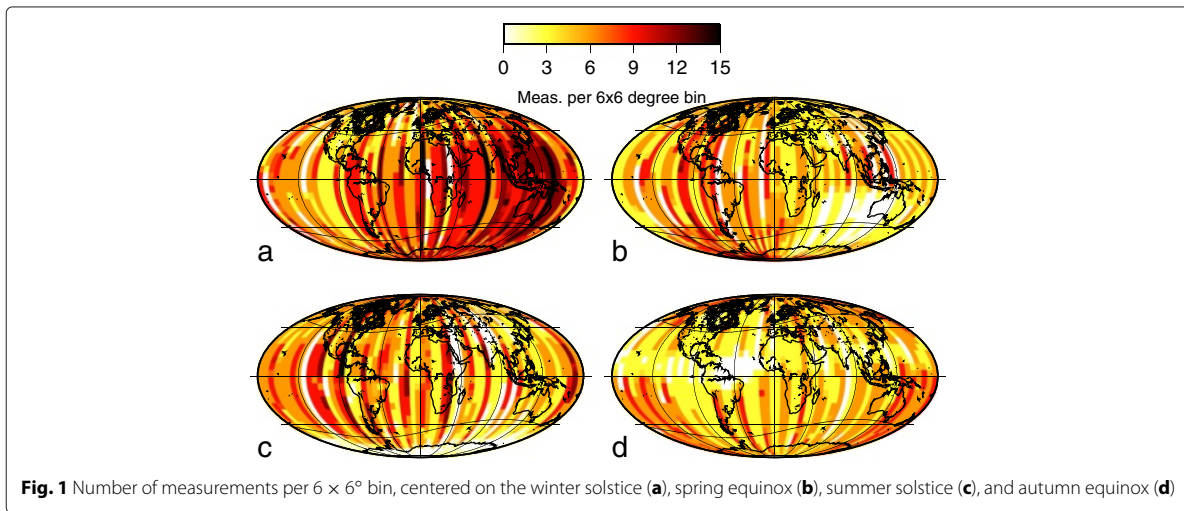 0 3 6 9 12 15
Meas. per 6x6 degree bin
a
b
c
d
Fig. 1 Number of measurements per 6 × 6° bin, centered on the winter solstice (a), spring equinox (b), summer solstice (c), and autumn equinox (d)